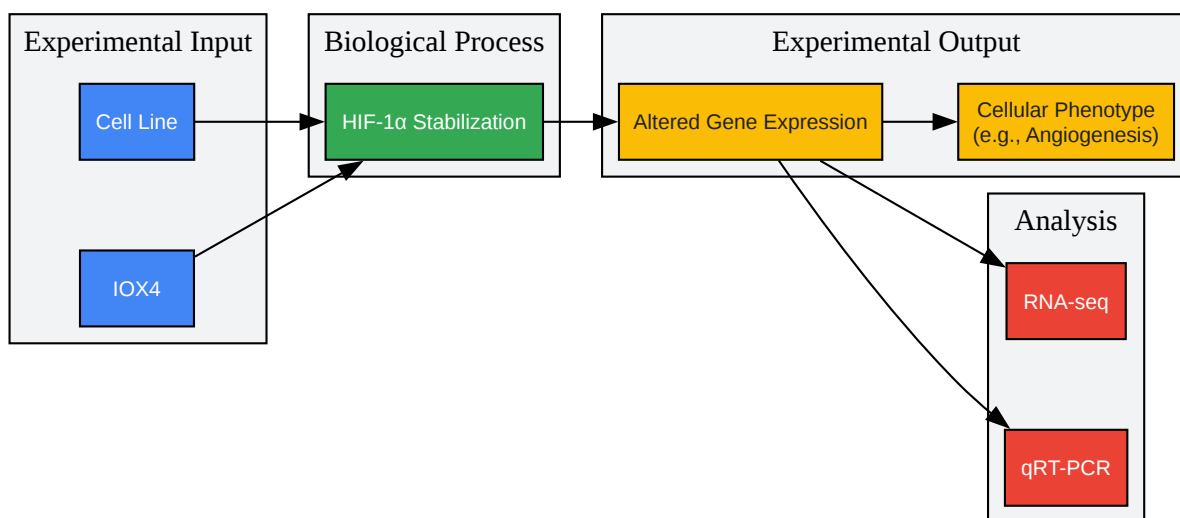 Experimental Input
Cell Line
IOX4
Biological Process
HIF-1α Stabilization
Experimental Output
Altered Gene Expression
Cellular Phenotype
(e.g., Angiogenesis)
Analysis
RNA-seq
qRT-PCR